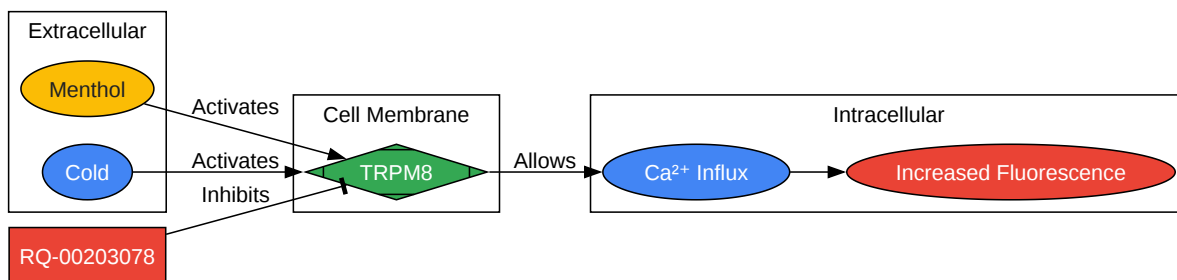 Extracellular
Menthol
Cold
RQ-00203078
Activates
Activates
Inhibits
Cell Membrane
TRPM8
Allows
Intracellular
Ca²⁺ Influx
Increased Fluorescence